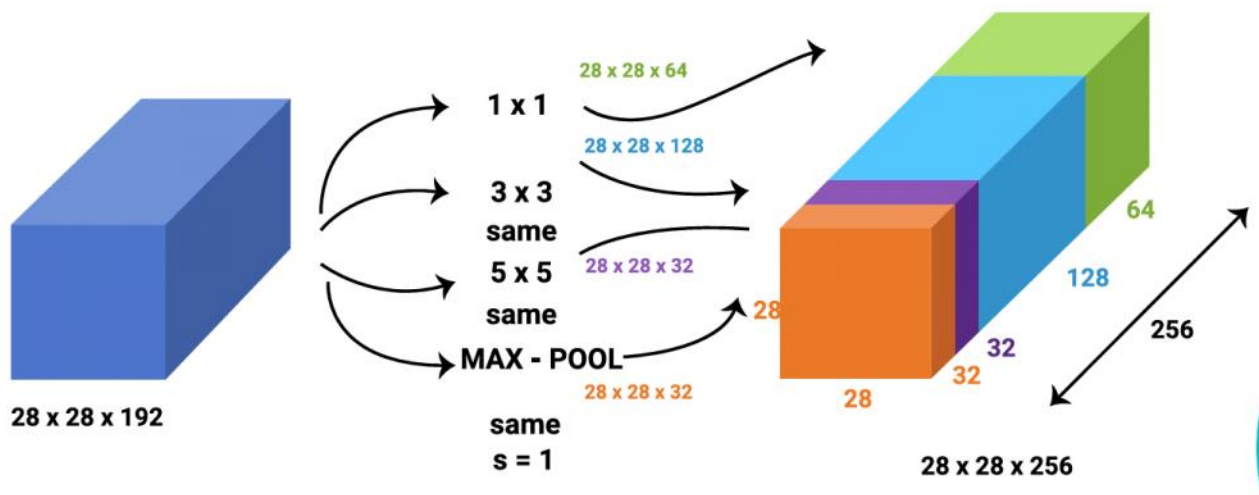 28 x 28 x 192
1 x 1
3 x 3
same
5 x 5
same
MAX - POOL
same
s = 1
28 x 28 x 64
28 x 28 x 128
28 x 28 x 32
28 x 28 x 32
28
28
32
32
128
64
256
28 x 28 x 256